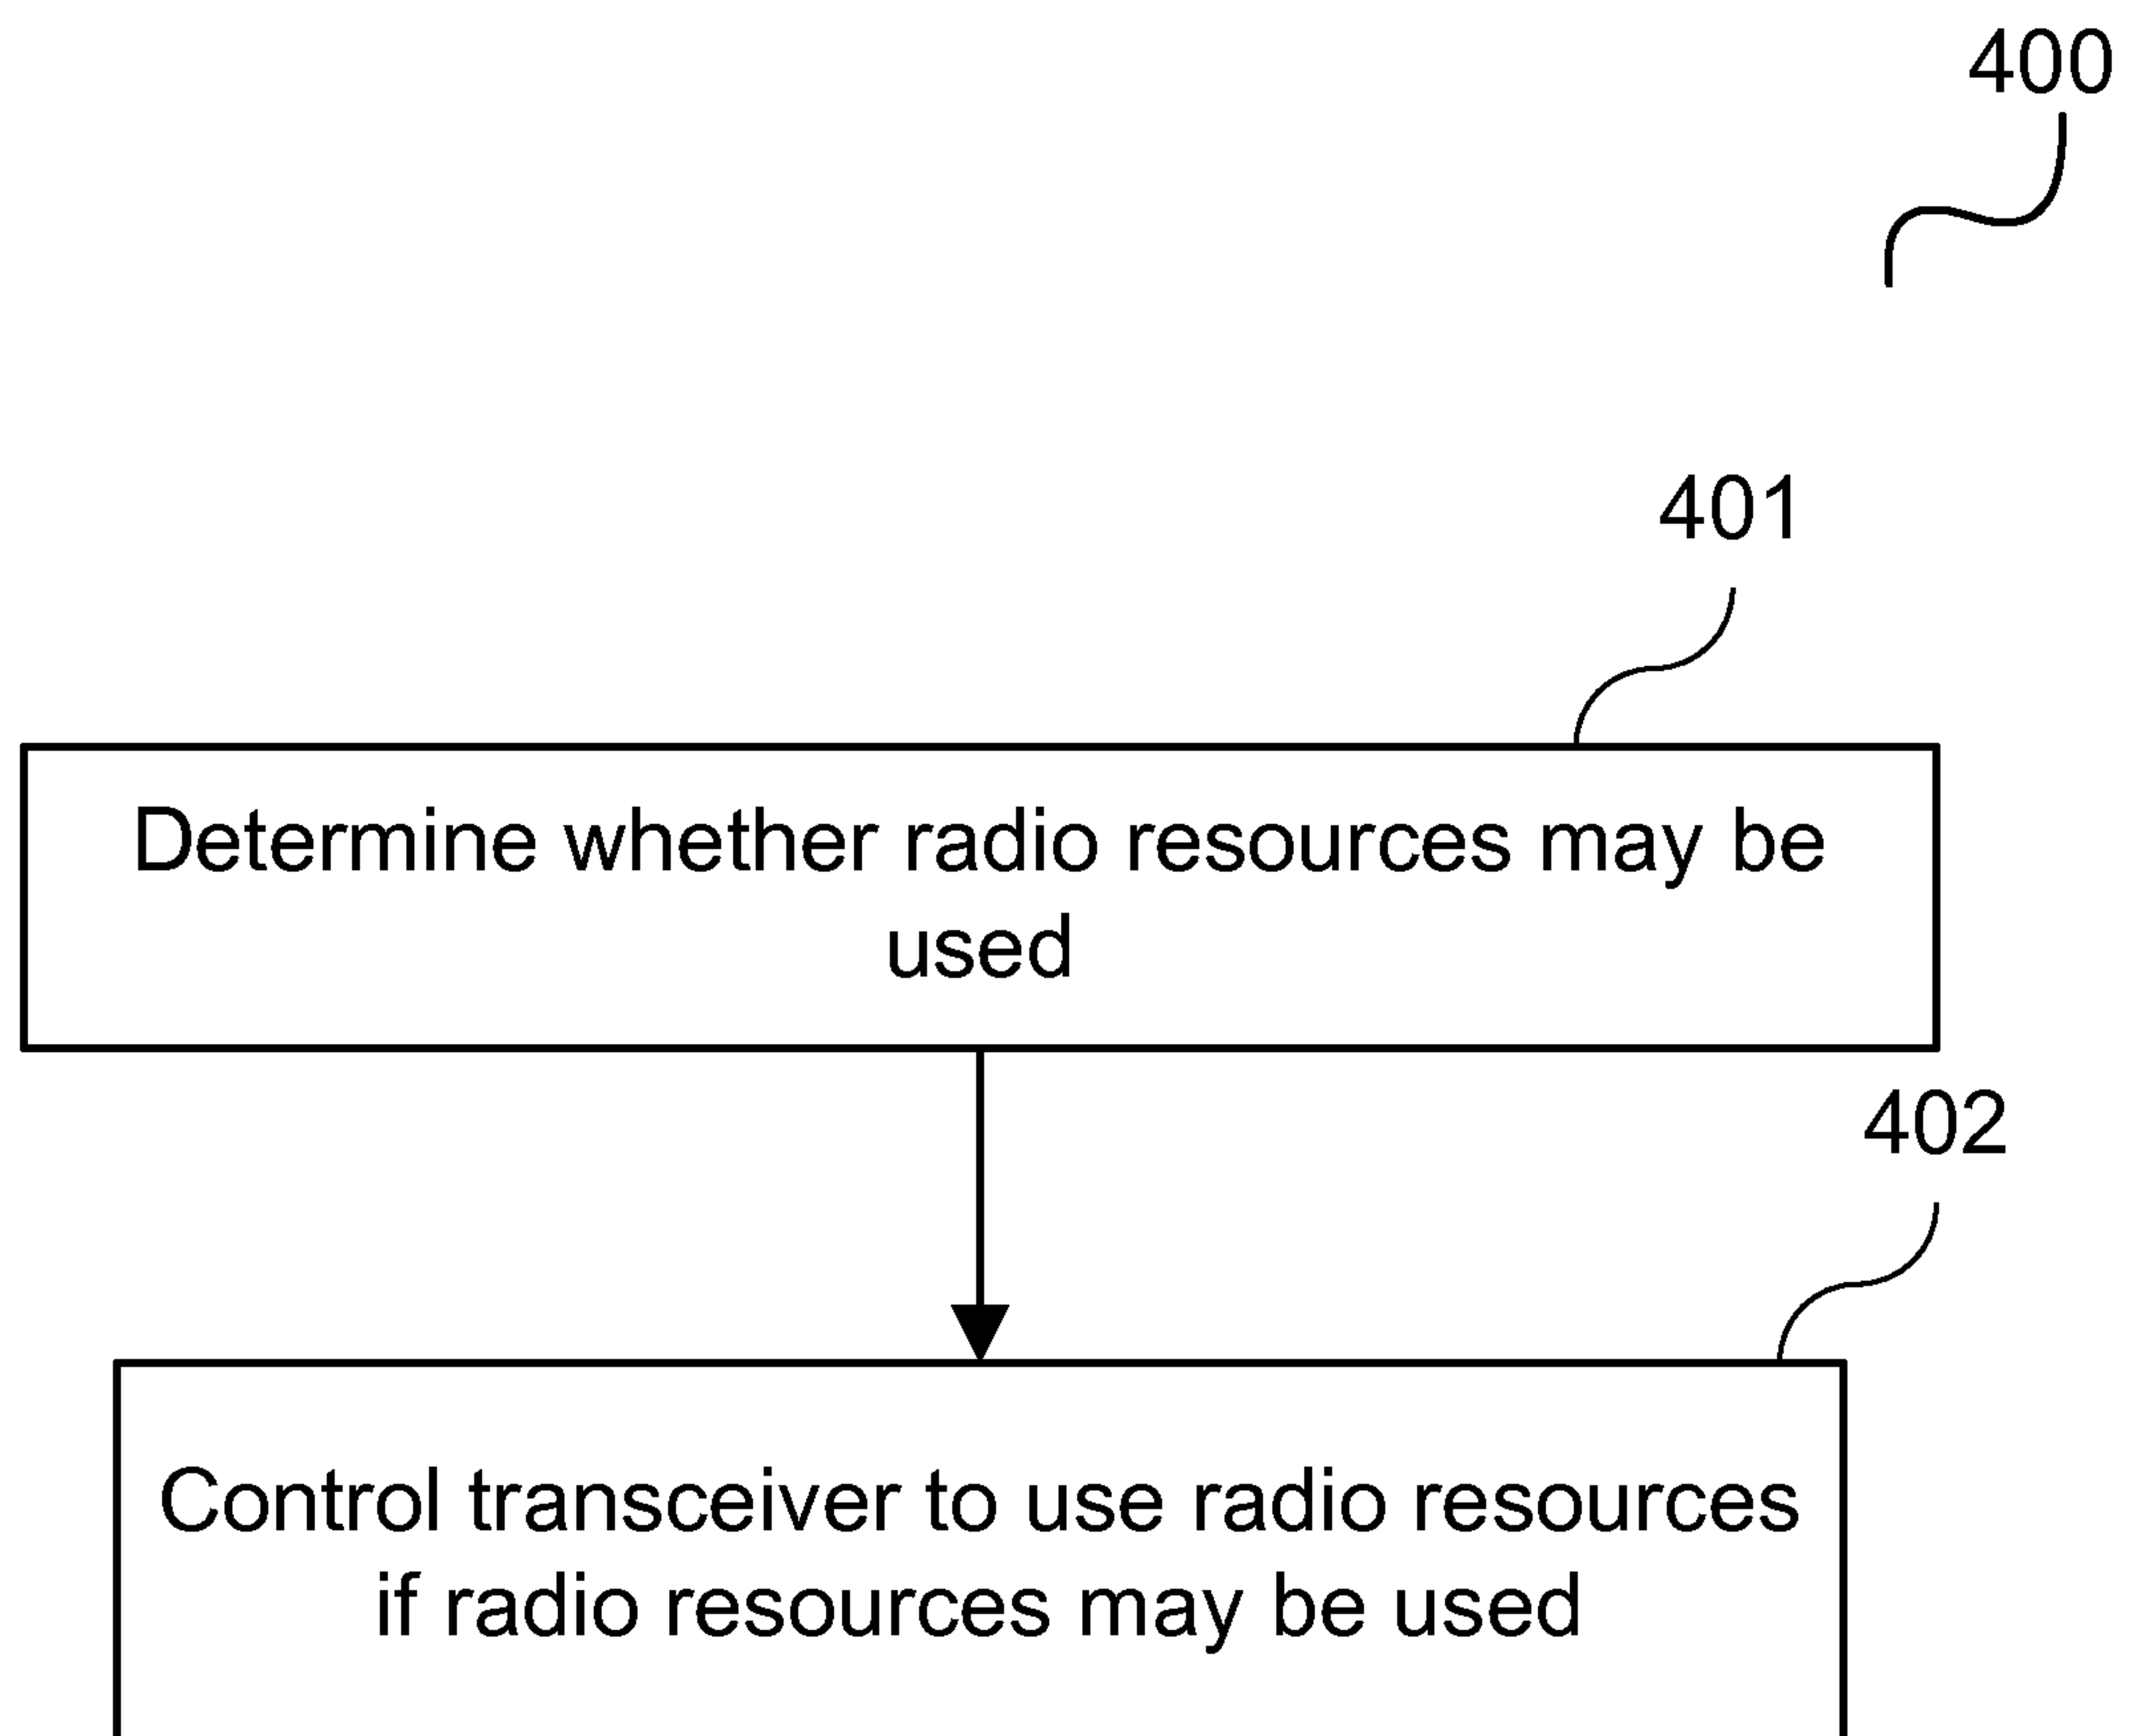 400
401
Determine whether radio resources may be
used
402
Control transceiver to use radio resources
if radio resources may be used